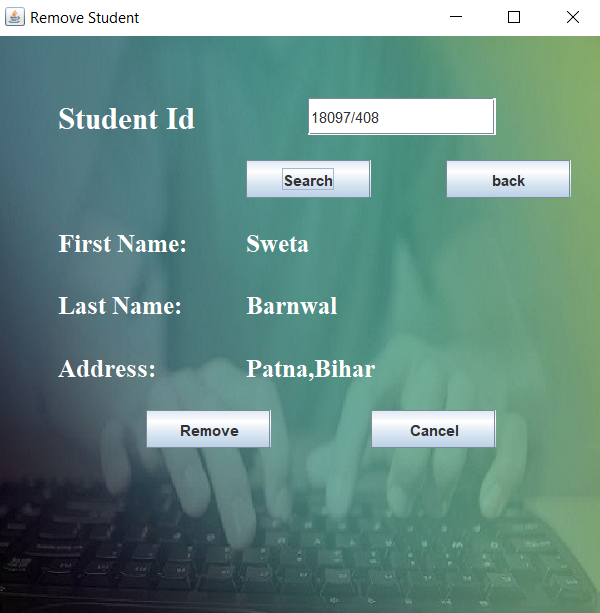 Remove Student
Student Id 18097/408
Search back
First Name: Sweta
Last Name: Barnwal
Address: Patna,Bihar
Remove Cancel